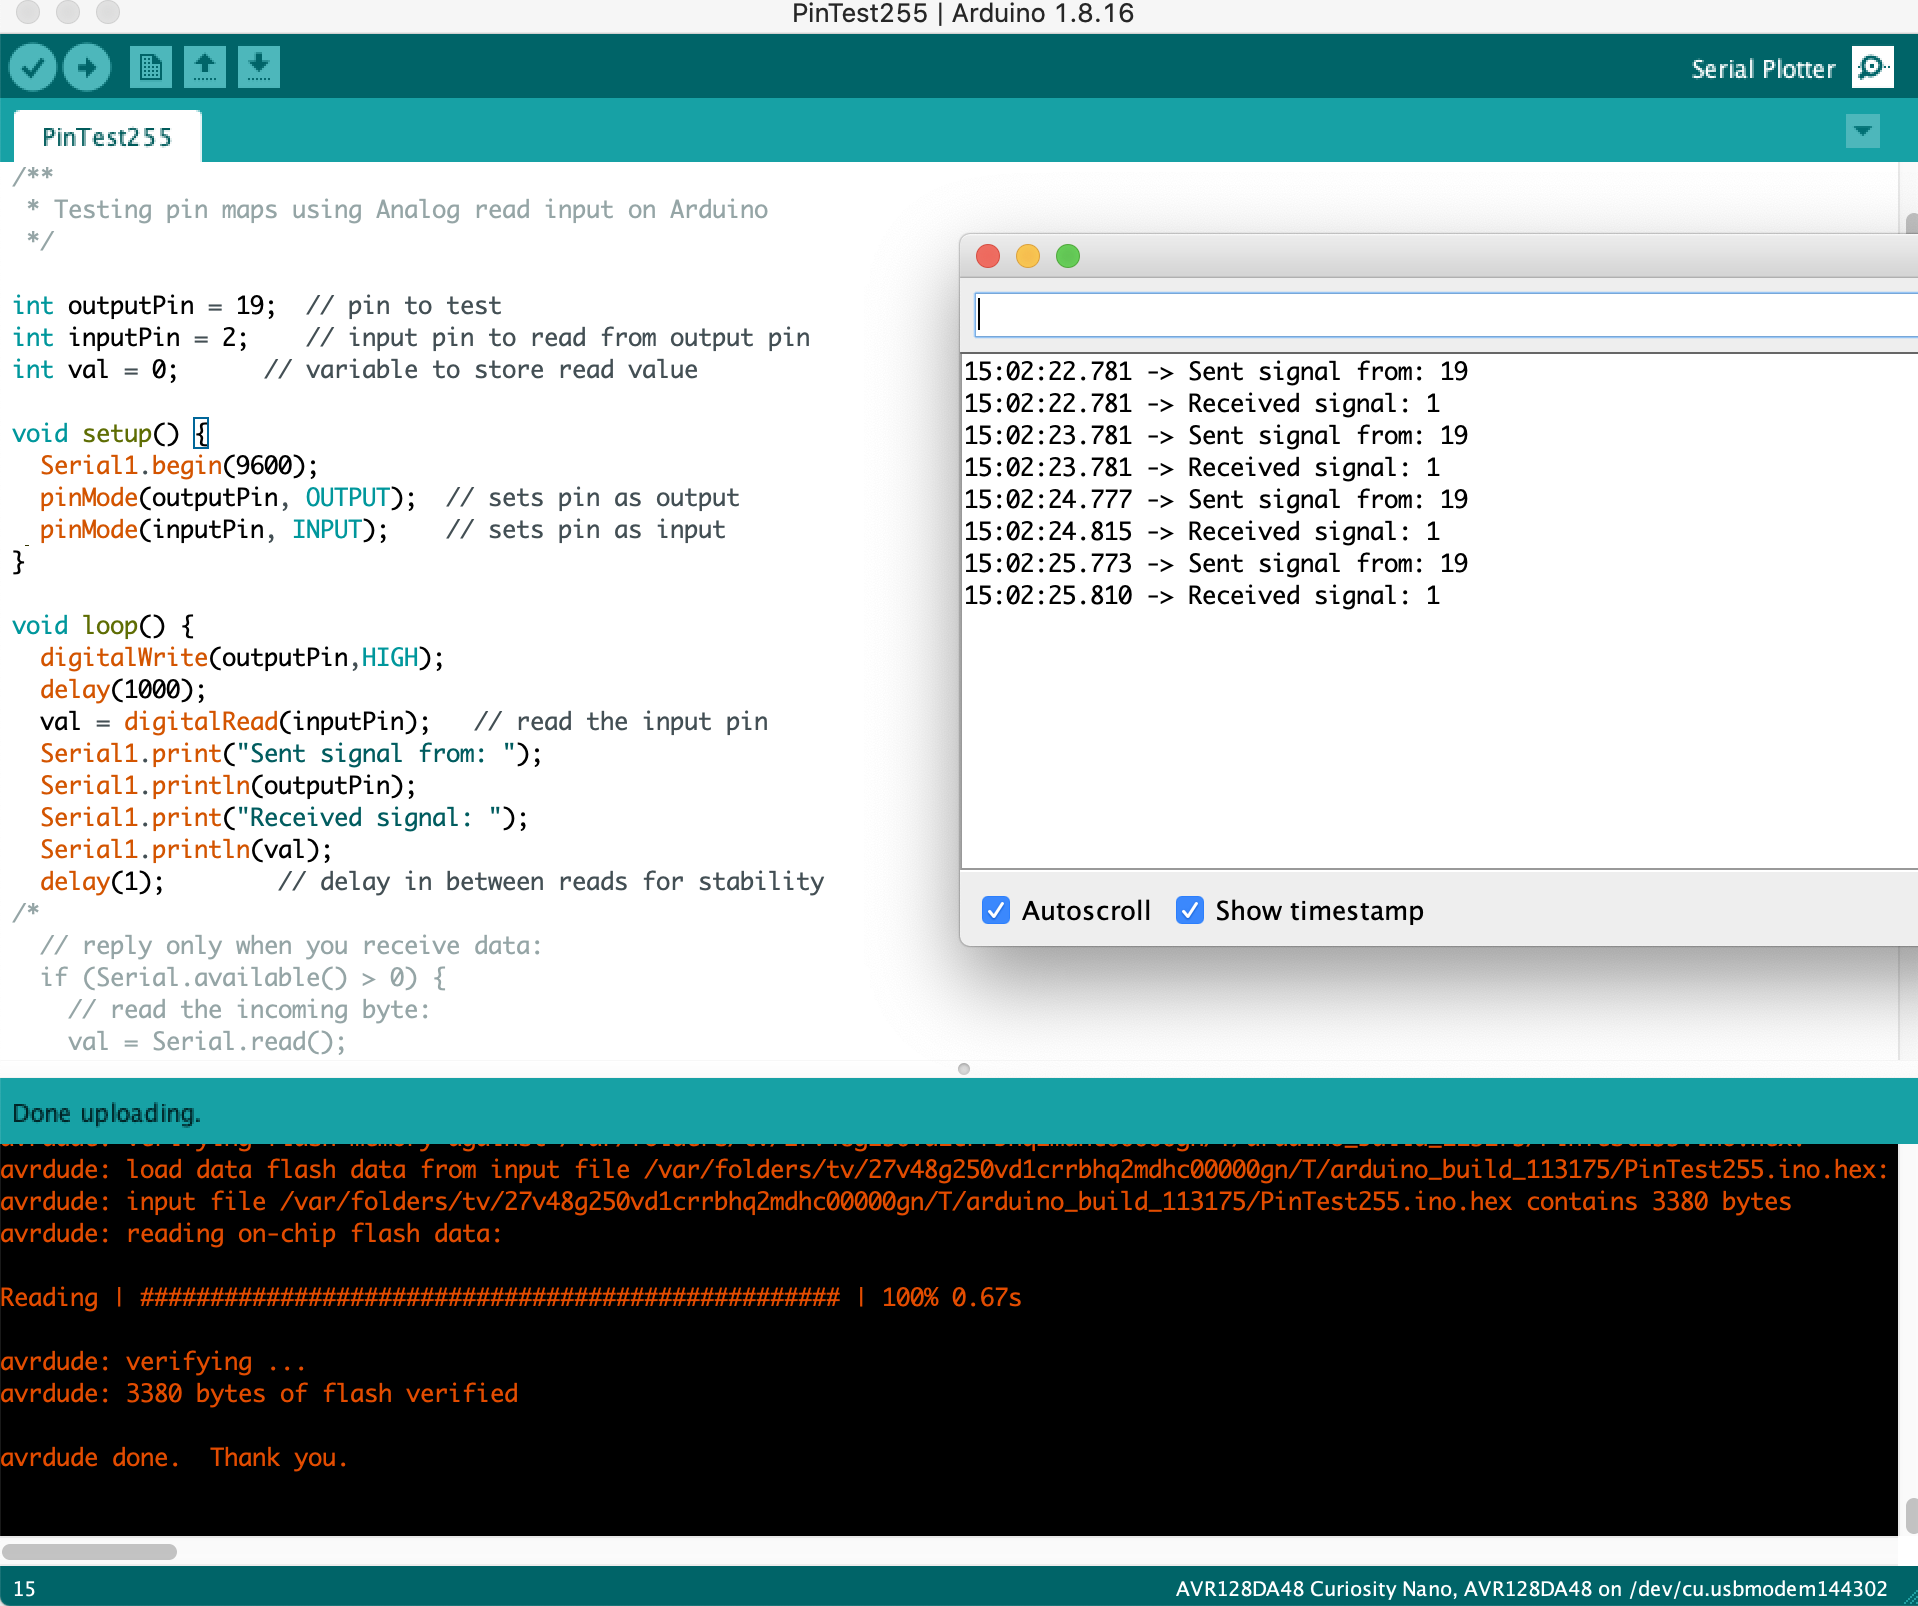 PinTest255 | Arduino 1.8.16
Serial Plotter
PinTest255
/**
 * Testing pin maps using Analog read input on Arduino
 */
int outputPin = 19;  // pin to test
int inputPin = 2;    // input pin to read from output pin
int val = 0;      // variable to store read value
void setup() {
  Serial1.begin(9600);
  pinMode(outputPin, OUTPUT);  // sets pin as output
  pinMode(inputPin, INPUT);    // sets pin as input
}
void loop() {
  digitalWrite(outputPin,HIGH);
  delay(1000);
  val = digitalRead(inputPin);   // read the input pin
  Serial1.print("Sent signal from: ");
  Serial1.println(outputPin);
  Serial1.print("Received signal: ");
  Serial1.println(val);
  delay(1);        // delay in between reads for stability
/*
  // reply only when you receive data:
  if (Serial.available() > 0) {
    // read the incoming byte:
    val = Serial.read();
15:02:22.781 -> Sent signal from: 19
15:02:22.781 -> Received signal: 1
15:02:23.781 -> Sent signal from: 19
15:02:23.781 -> Received signal: 1
15:02:24.777 -> Sent signal from: 19
15:02:24.815 -> Received signal: 1
15:02:25.773 -> Sent signal from: 19
15:02:25.810 -> Received signal: 1
Autoscroll Show timestamp
Done uploading.
avrdude: load data flash data from input file /var/folders/tv/27v48g250vd1crrbhq2mdhc00000gn/T/arduino_build_113175/PinTest255.ino.hex:
avrdude: input file /var/folders/tv/27v48g250vd1crrbhq2mdhc00000gn/T/arduino_build_113175/PinTest255.ino.hex contains 3380 bytes
avrdude: reading on-chip flash data:
Reading | ################################################## | 100% 0.67s
avrdude: verifying ...
avrdude: 3380 bytes of flash verified
avrdude done.  Thank you.
15
AVR128DA48 Curiosity Nano, AVR128DA48 on /dev/cu.usbmodem144302